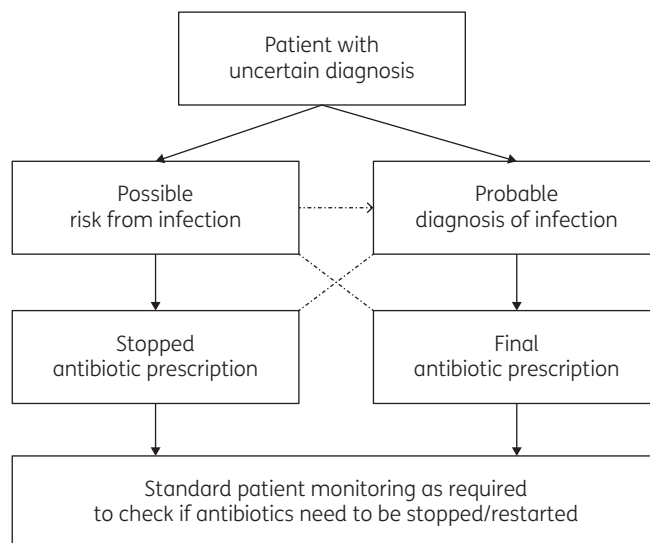 Patient with
uncertain diagnosis
Possible
risk from infection
Probable
diagnosis of infection
Stopped
antibiotic prescription
Final
antibiotic prescription
Standard patient monitoring as required
to check if antibiotics need to be stopped/restarted